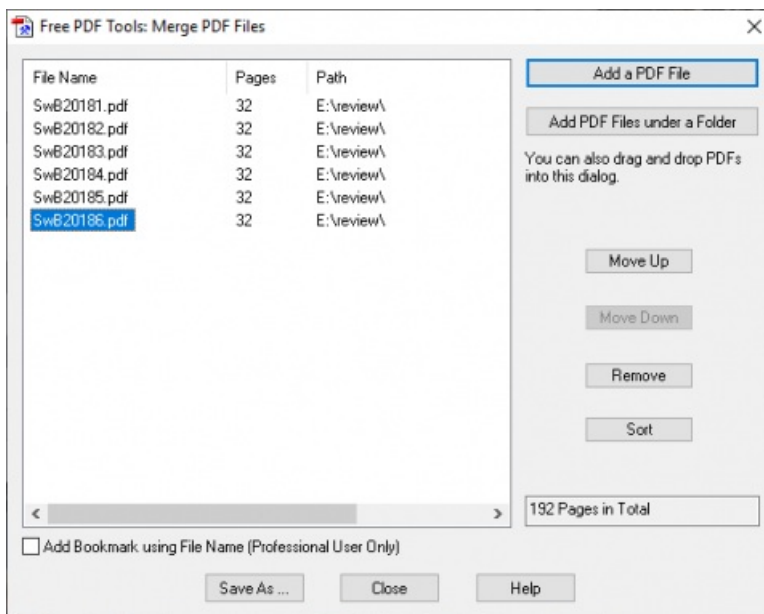 Free PDF Tools: Merge PDF Files
File Name Pages Path
SwB20181.pdf 32 E:\review\
SwB20182.pdf 32 E:\review\
SwB20183.pdf 32 E:\review\
SwB20184.pdf 32 E:\review\
SwB20185.pdf 32 E:\review\
SwB20186.pdf 32 E:\review\
Add a PDF File
Add PDF Files under a Folder
You can also drag and drop PDFs
into this dialog.
Move Up
Move Down
Remove
Sort
192 Pages in Total
Add Bookmark using File Name (Professional User Only)
Save As ... Close Help